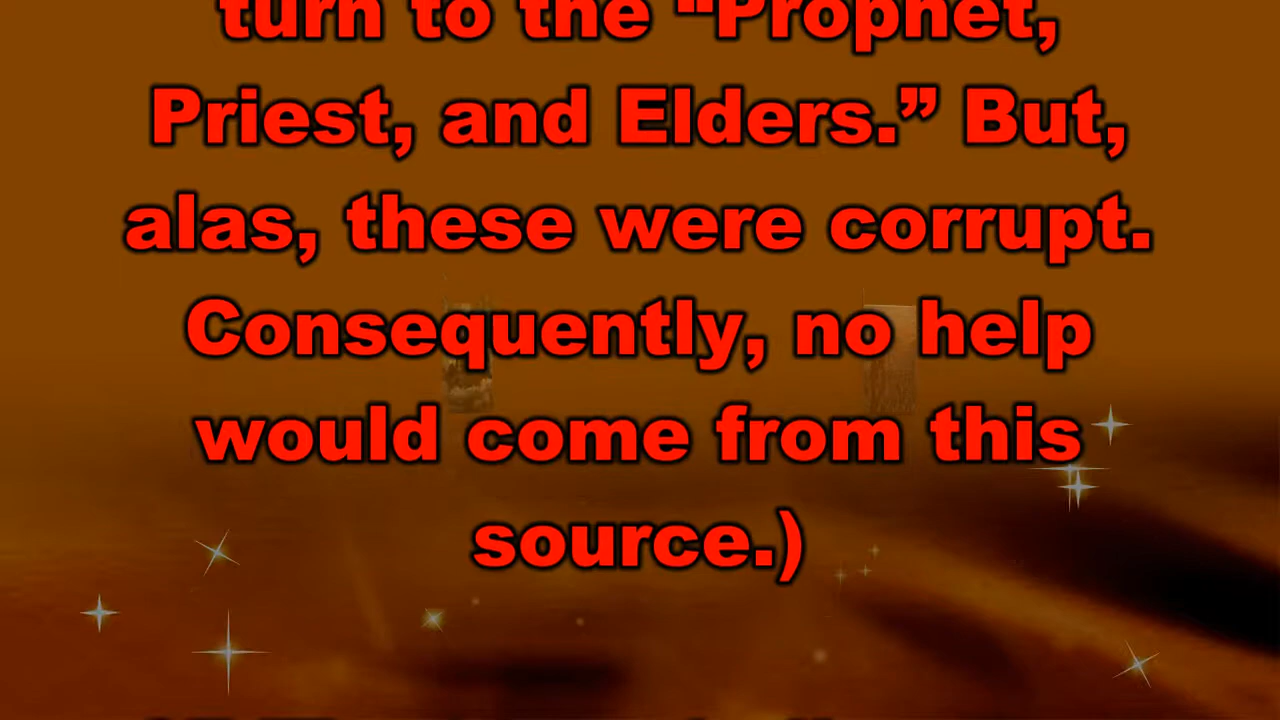 turn to the “Prophet,
Priest, and Elders.” But,
alas, these were corrupt.
Consequently, no help
would come from this
source.)